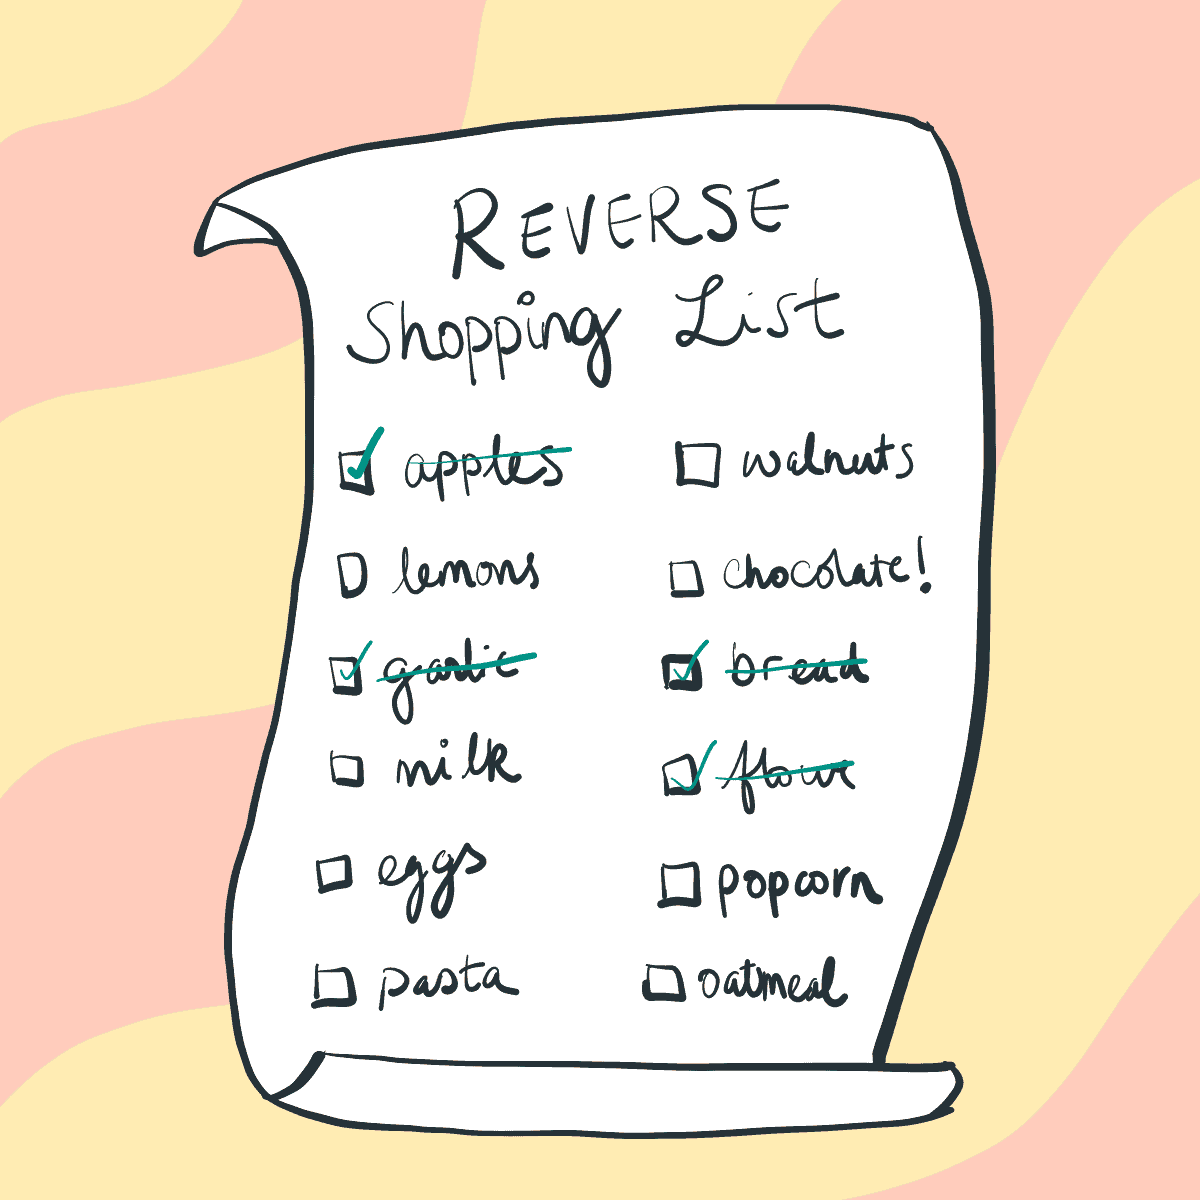 REVERSE
Shopping List
apples
lemons
garlic
milk
eggs
pasta
walnuts
chocolate!
bread
flour
popcorn
oatmeal